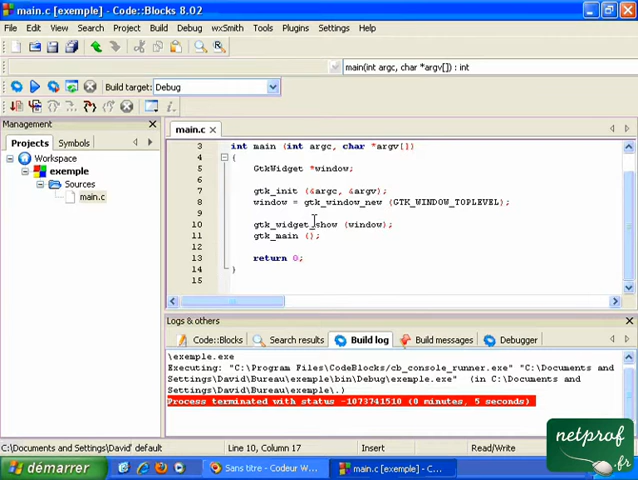 main.c [exemple] - Code::Blocks 8.02
File Edit View Search Project Build Debug wxSmith Tools Plugins Settings Help
main(int argc, char *argv[]) : int
Build target: Debug
Management
main.c
Projects Symbols
Workspace
exemple
Sources
main.c
3 int main (int argc, char *argv[])
4 {
5 GtkWidget *window;
6
7 gtk_init (&argc, &argv);
8 window = gtk_window_new (GTK_WINDOW_TOPLEVEL);
9
10 gtk_widget_show (window);
11 gtk_main ();
12
13 return 0;
14 }
15
Logs & others
Code::Blocks Search results Build log Build messages Debugger
\exemple.exe
Executing: "C:\Program Files\CodeBlocks/cb_console_runner.exe" "C:\Documents and
Settings\David\Bureau\exemple\bin\Debug\exemple.exe" (in C:\Documents and
Settings\David\Bureau\exemple\.)
Process terminated with status -1073741510 (0 minutes, 5 seconds)
C:\Documents and Settings\David' default Line 10, Column 17 Insert Read/Write
netprof
.fr
démarrer Sans titre - Codeur W... main.c [exemple] - C...